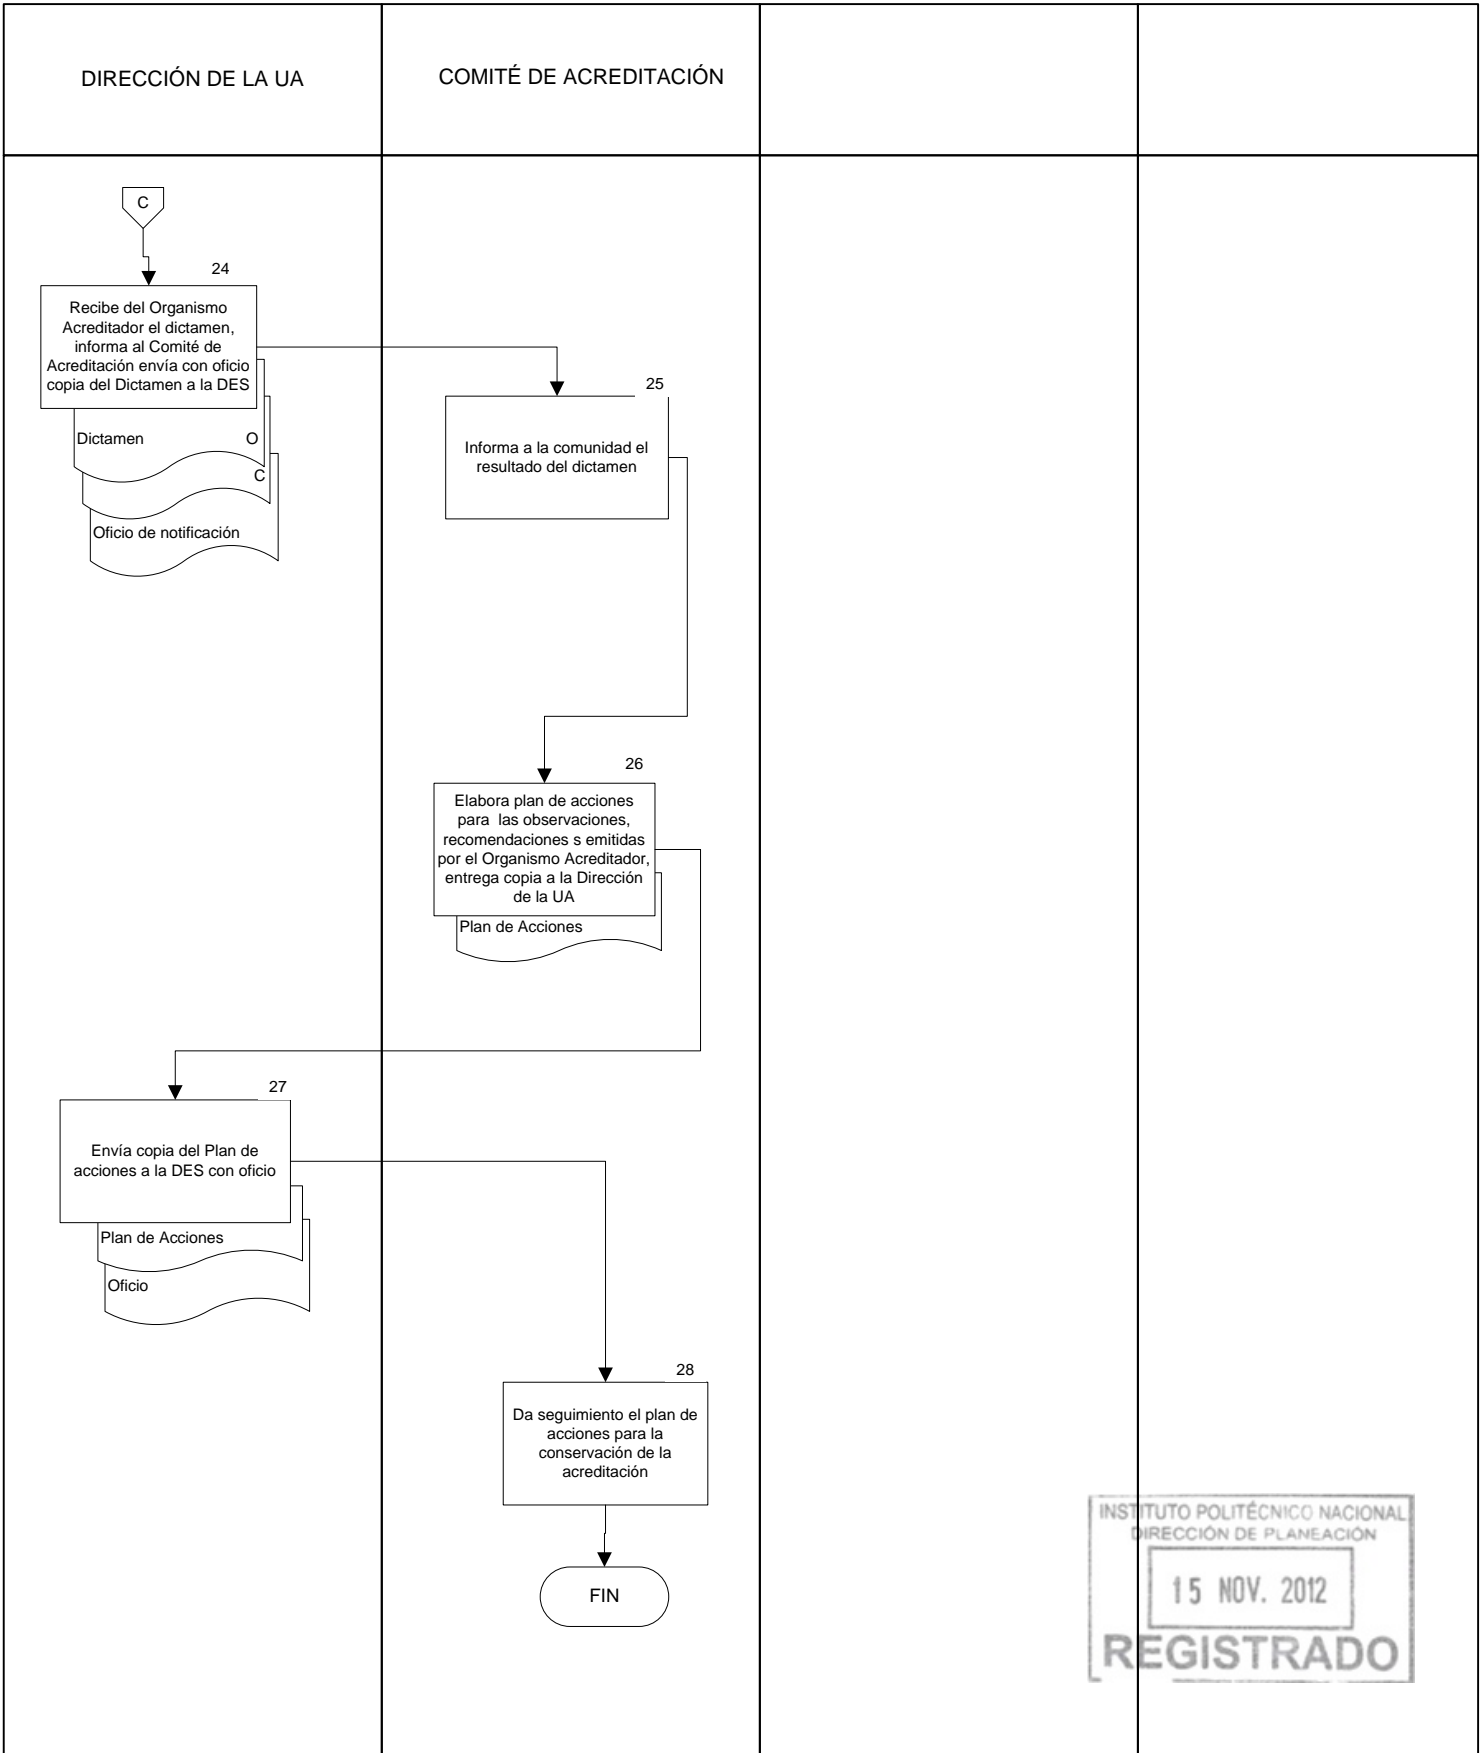 DIRECCIÓN DE LA UA
COMITÉ DE ACREDITACIÓN
C
24
Recibe del Organismo
Acreditador el dictamen,
informa al Comité de
Acreditación envía con oficio
copia del Dictamen a la DES
Dictamen O
C
Oficio de notificación
25
Informa a la comunidad el
resultado del dictamen
26
Elabora plan de acciones
para las observaciones,
recomendaciones s emitidas
por el Organismo Acreditador,
entrega copia a la Dirección
de la UA
Plan de Acciones
27
Envía copia del Plan de
acciones a la DES con oficio
Plan de Acciones
Oficio
28
Da seguimiento el plan de
acciones para la
conservación de la
acreditación
FIN
INSTITUTO POLITÉCNICO NACIONAL
DIRECCIÓN DE PLANEACIÓN
15 NOV. 2012
REGISTRADO